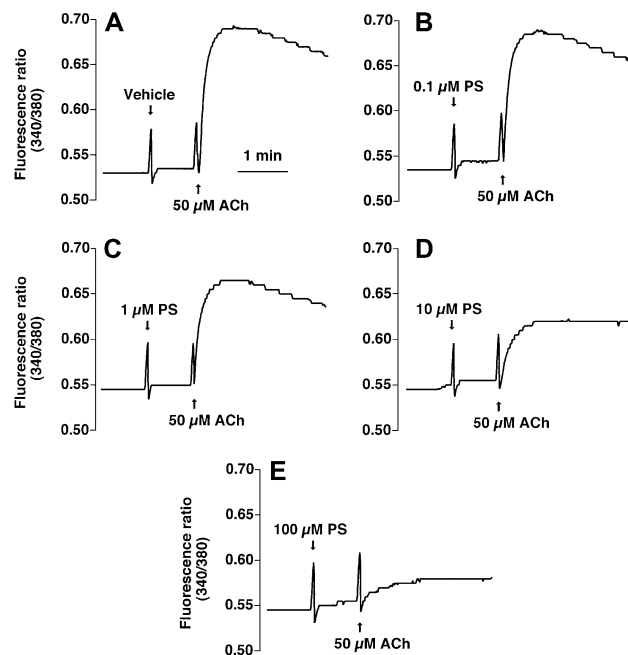 A
Fluorescence ratio
(340/380)
0.70
0.65
0.60
0.55
0.50
Vehicle
1 min
50 µM ACh
B
0.70
0.65
0.60
0.55
0.50
0.1 µM PS
50 µM ACh
C
Fluorescence ratio
(340/380)
0.70
0.65
0.60
0.55
0.50
1 µM PS
50 µM ACh
D
0.70
0.65
0.60
0.55
0.50
10 µM PS
50 µM ACh
E
Fluorescence ratio
(340/380)
0.70
0.65
0.60
0.55
0.50
100 µM PS
50 µM ACh